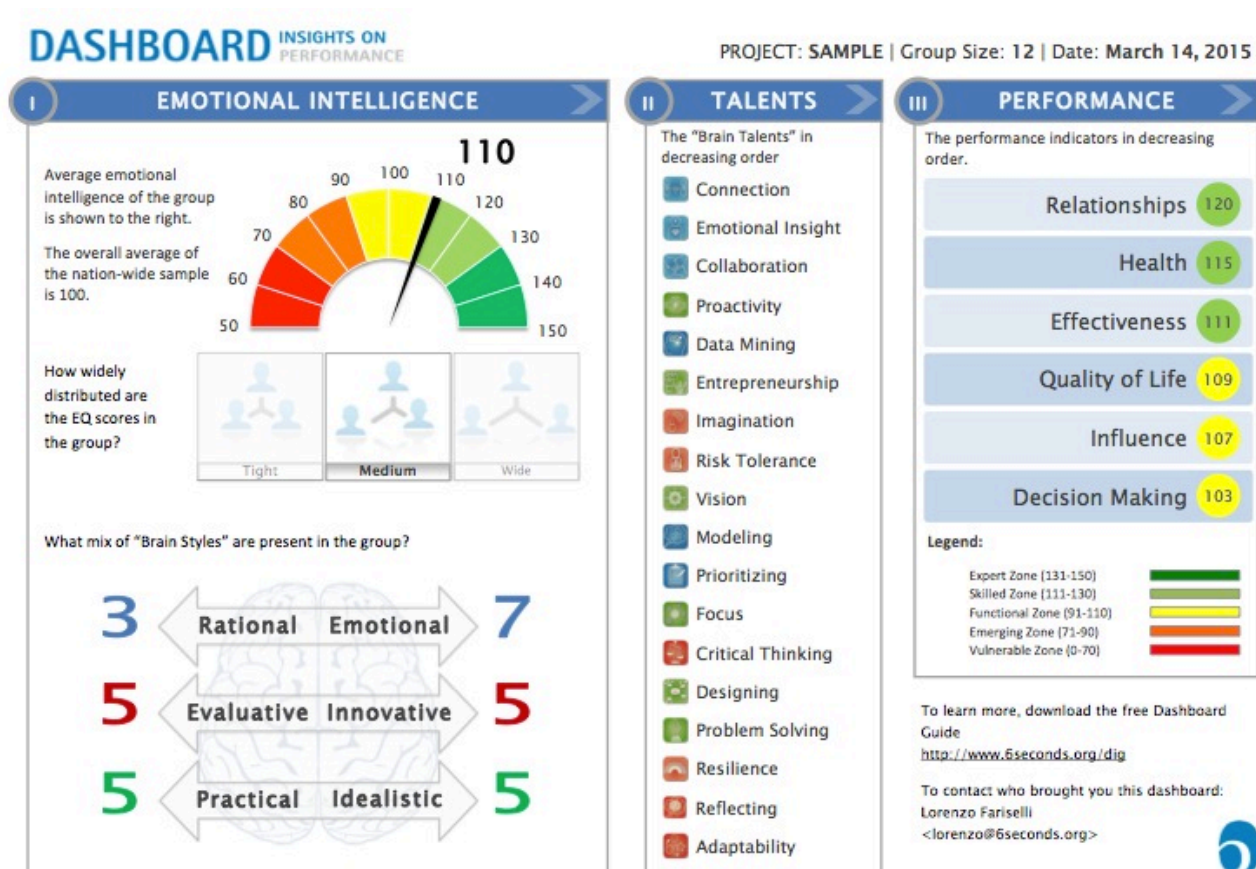 DASHBOARD INSIGHTS ON
PERFORMANCE
PROJECT: SAMPLE | Group Size: 12 | Date: March 14, 2015
I
EMOTIONAL INTELLIGENCE
Average emotional
intelligence of the group
is shown to the right.
The overall average of
the nation-wide sample
is 100.
110
50
60
70
80
90
100
110
120
130
140
150
How widely
distributed are
the EQ scores in
the group?
Tight
Medium
Wide
What mix of "Brain Styles" are present in the group?
3 Rational Emotional 7
5 Evaluative Innovative 5
5 Practical Idealistic 5
II
TALENTS
The "Brain Talents" in
decreasing order
Connection
Emotional Insight
Collaboration
Proactivity
Data Mining
Entrepreneurship
Imagination
Risk Tolerance
Vision
Modeling
Prioritizing
Focus
Critical Thinking
Designing
Problem Solving
Resilience
Reflecting
Adaptability
III
PERFORMANCE
The performance indicators in decreasing
order.
Relationships 120
Health 115
Effectiveness 111
Quality of Life 109
Influence 107
Decision Making 103
Legend:
Expert Zone (131-150)
Skilled Zone (111-130)
Functional Zone (91-110)
Emerging Zone (71-90)
Vulnerable Zone (0-70)
To learn more, download the free Dashboard
Guide
http://www.6seconds.org/dig
To contact who brought you this dashboard:
Lorenzo Fariselli
<lorenzo@6seconds.org>